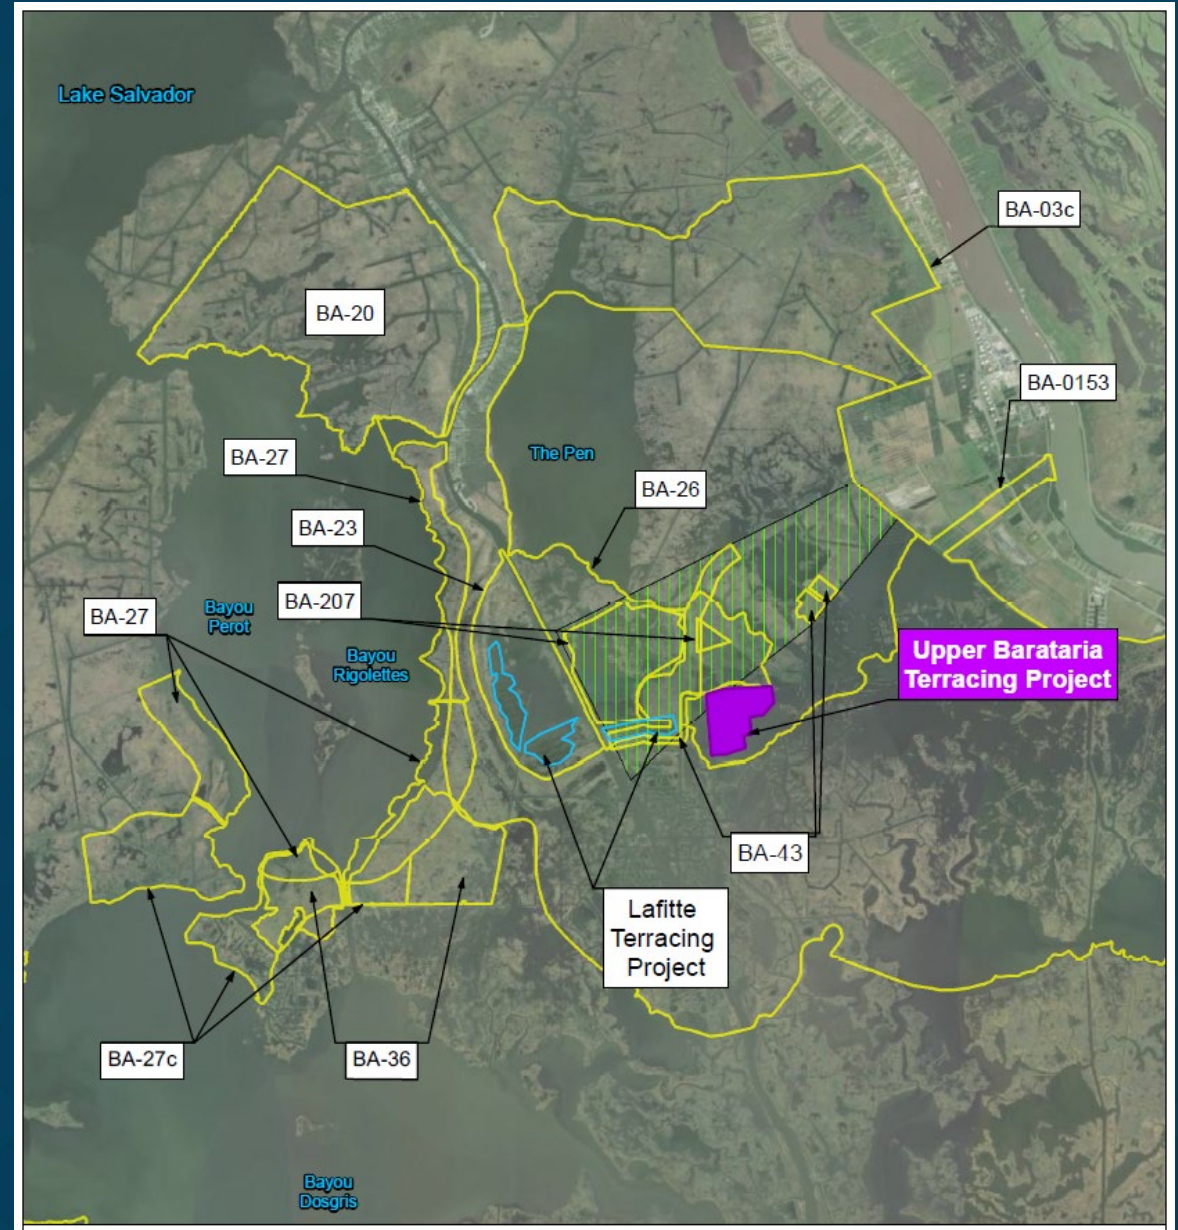 Lake Salvador
BA-03c
BA-20
BA-0153
The Pen
BA-27
BA-26
BA-23
BA-207
BA-27
Bayou
Perot
Bayou
Rigolettes
Upper Barataria
Terracing Project
BA-43
Lafitte
Terracing
Project
BA-27c
BA-36
Bayou
Dosgris